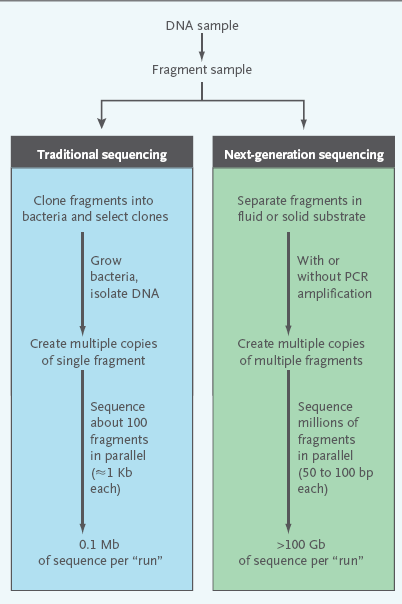 DNA sample
Fragment sample
Traditional sequencing
Clone fragments into
bacteria and select clones
Grow
bacteria,
isolate DNA
Create multiple copies
of single fragment
Sequence
about 100
fragments
in parallel
(≈1 Kb
each)
0.1 Mb
of sequence per “run”
Next-generation sequencing
Separate fragments in
fluid or solid substrate
With or
without PCR
amplification
Create multiple copies
of multiple fragments
Sequence
millions of
fragments
in parallel
(50 to 100 bp
each)
>100 Gb
of sequence per “run”